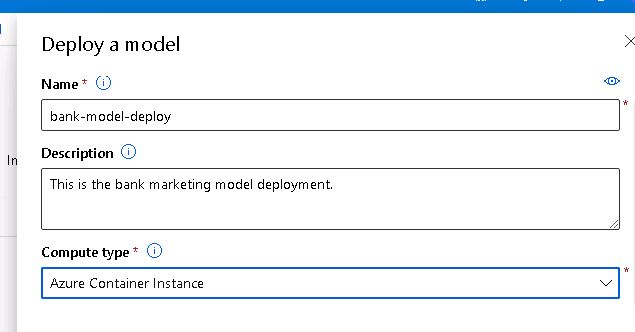 Deploy a model
Name *
bank-model-deploy
*
Description
This is the bank marketing model deployment.
Compute type *
Azure Container Instance
*
In